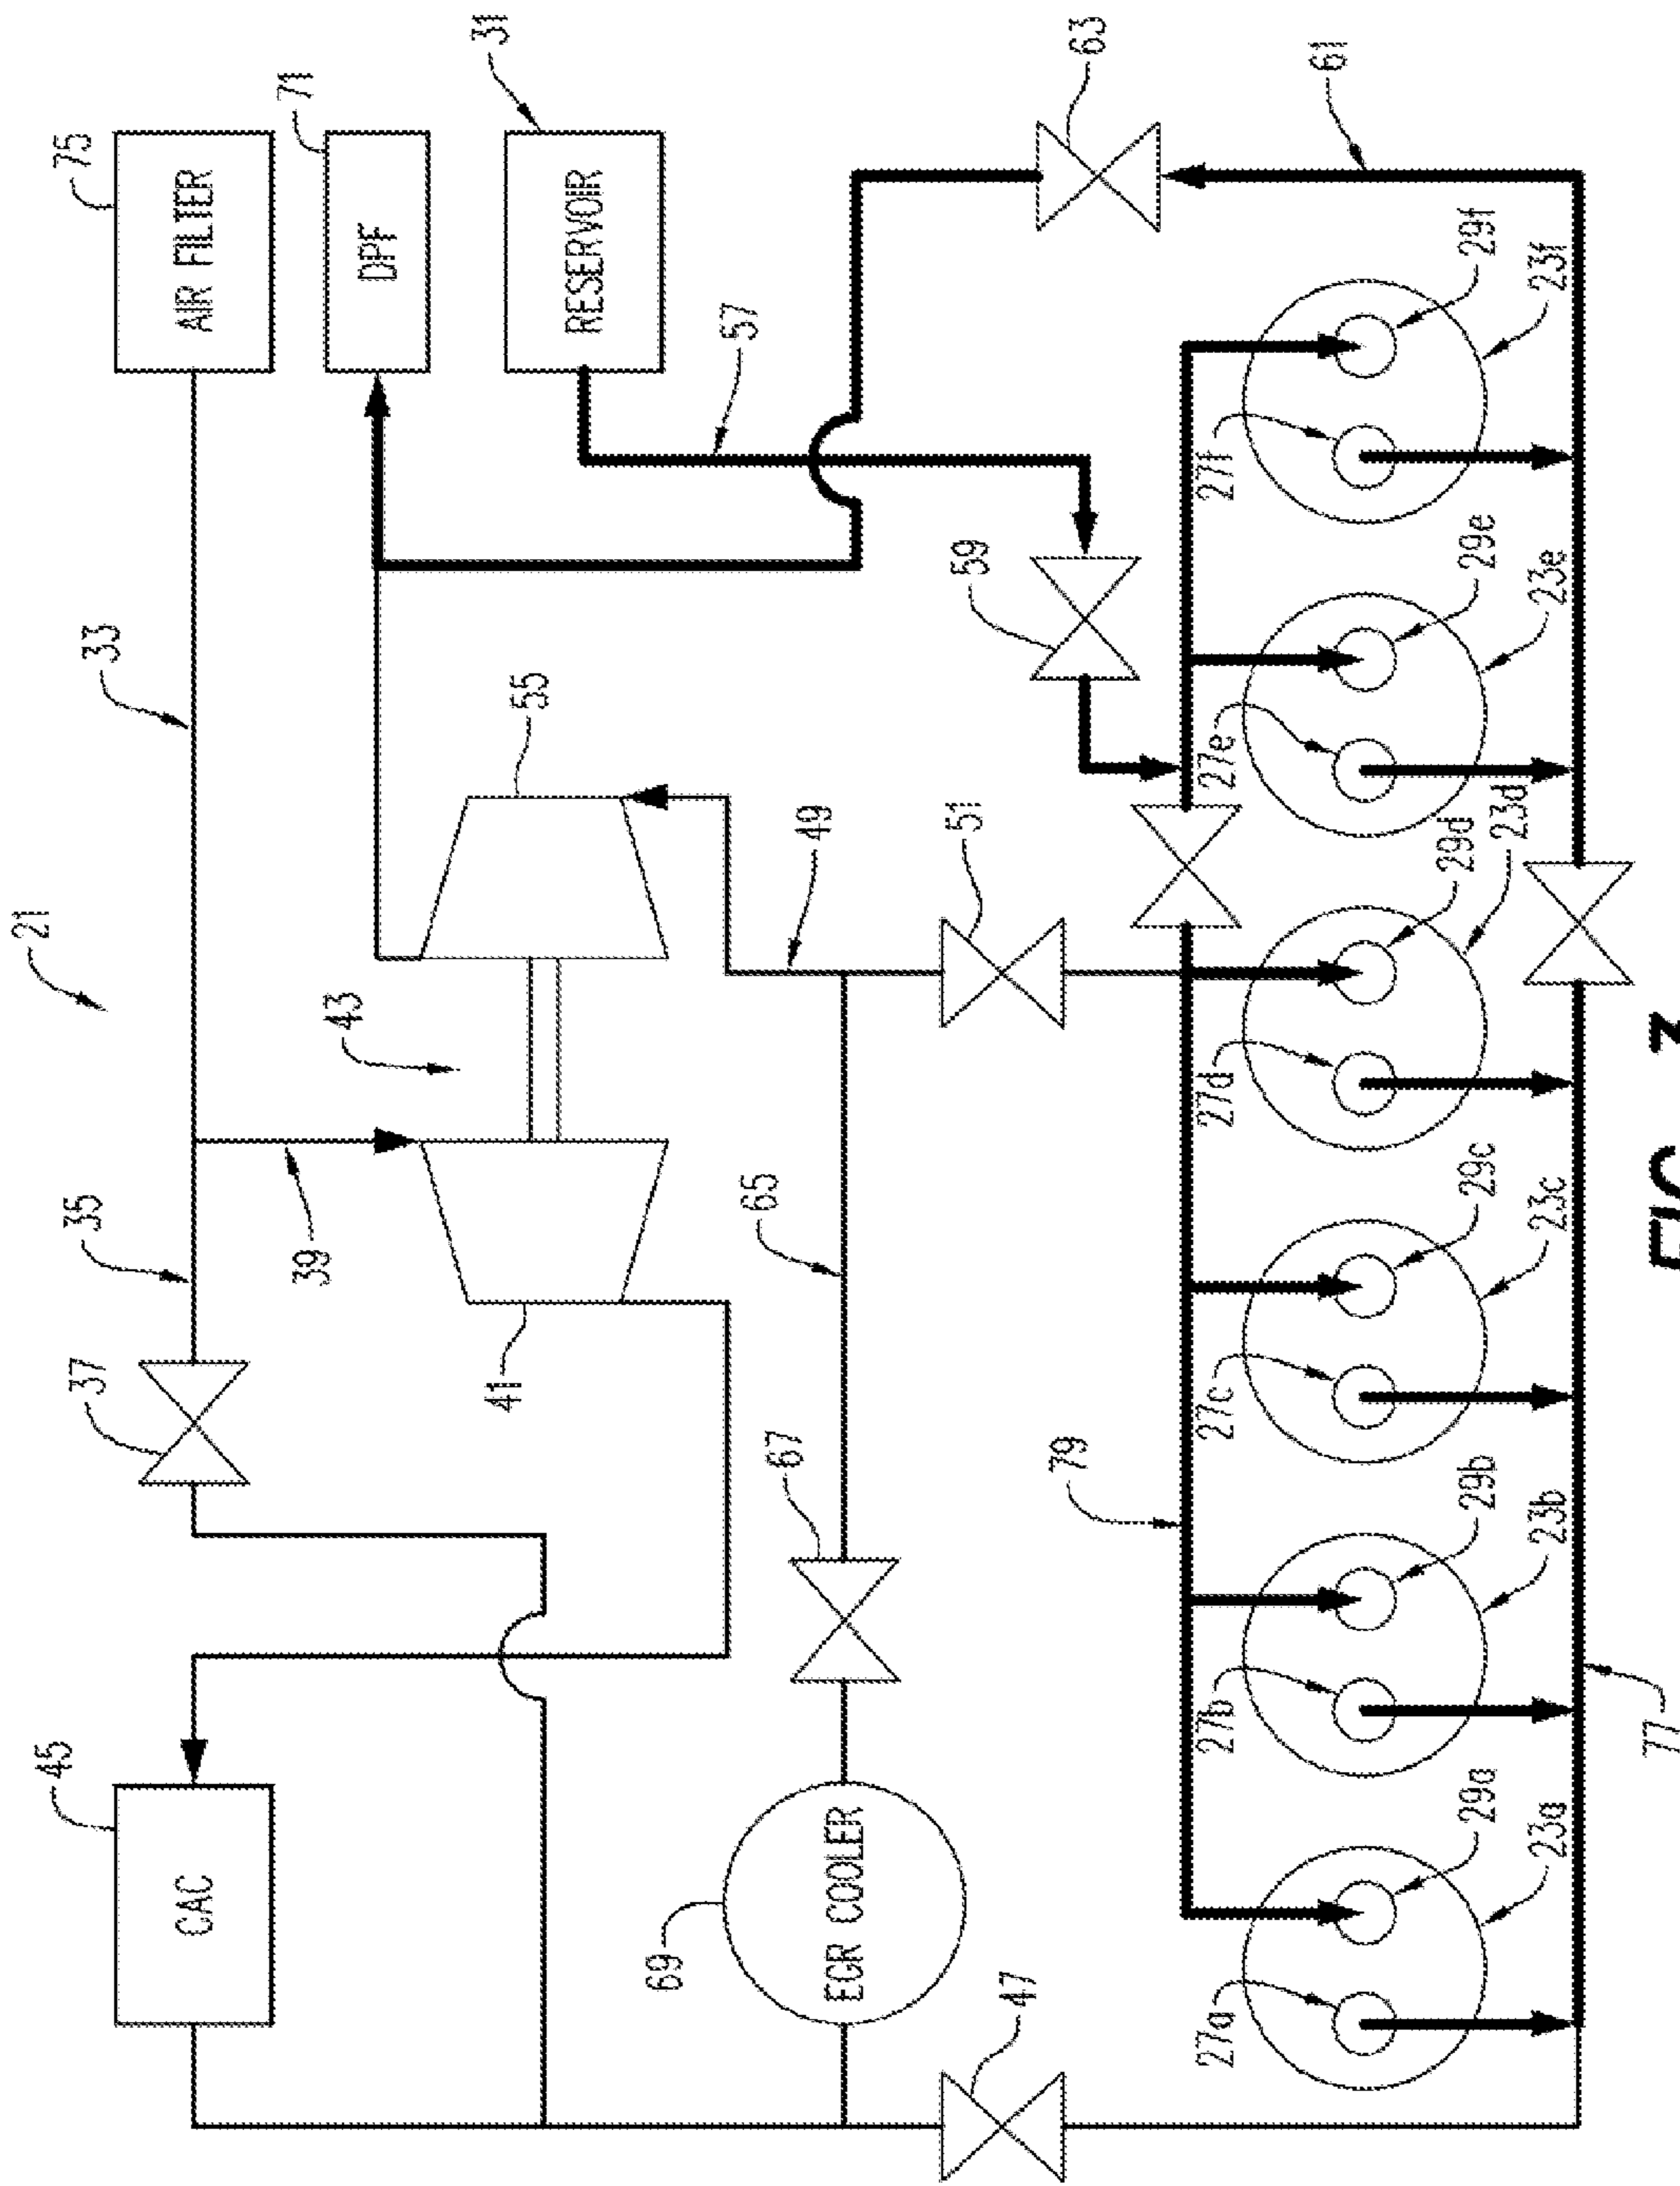 21
45
37
35
33
75
CAC
AIR FILTER
39
71
43
DPF
41
55
31
RESERVOIR
69
67
65
57
49
EGR COOLER
51
59
47
79
63
27a
27b
27c
27d
27e
27f
29a
29b
29c
29d
29e
29f
23a
23b
23c
23d
23e
23f
61
77
FIG. 3